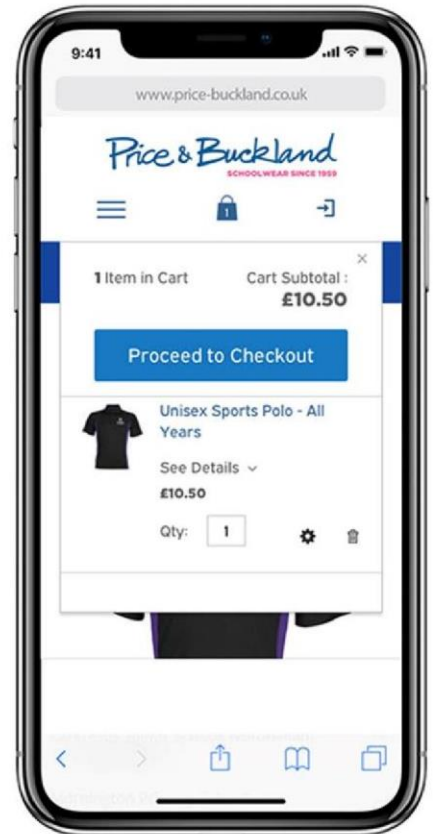 9:41
www.price-buckland.co.uk
Price & Buckland
SCHOOLWEAR SINCE 1959
1
1 Item in Cart
Cart Subtotal :
£10.50
Proceed to Checkout
Unisex Sports Polo - All
Years
See Details
£10.50
Qty: 1